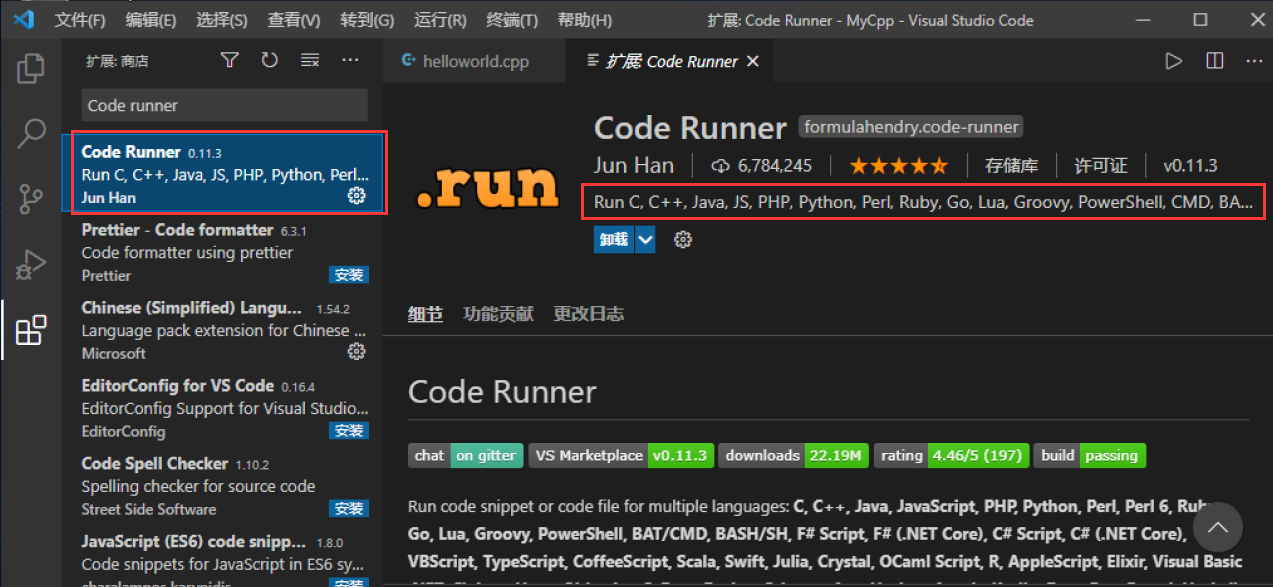 文件(F) 编辑(E) 选择(S) 查看(V) 转到(G) 运行(R) 终端(T) 帮助(H) 扩展: Code Runner - MyCpp - Visual Studio Code
扩展: 商店
helloworld.cpp
扩展: Code Runner
Code runner
Code Runner 0.11.3
Run C, C++, Java, JS, PHP, Python, Perl...
Jun Han
Prettier - Code formatter 6.3.1
Code formatter using prettier
Prettier 安装
Chinese (Simplified) Langu... 1.54.2
Language pack extension for Chinese ...
Microsoft
EditorConfig for VS Code 0.16.4
EditorConfig Support for Visual Studio...
EditorConfig 安装
Code Spell Checker 1.10.2
Spelling checker for source code
Street Side Software 安装
JavaScript (ES6) code snipp... 1.8.0
Code snippets for JavaScript in ES6 sy...
charalampos karypidis 安装
.run
Code Runner formulahendry.code-runner
Jun Han 6,784,245 存储库 许可证 v0.11.3
Run C, C++, Java, JS, PHP, Python, Perl, Ruby, Go, Lua, Groovy, PowerShell, CMD, BA...
卸载
细节 功能贡献 更改日志
Code Runner
chat on gitter VS Marketplace v0.11.3 downloads 22.19M rating 4.46/5 (197) build passing
Run code snippet or code file for multiple languages: C, C++, Java, JavaScript, PHP, Python, Perl, Perl 6, Ruby,
Go, Lua, Groovy, PowerShell, BAT/CMD, BASH/SH, F# Script, F# (.NET Core), C# Script, C# (.NET Core),
VBScript, TypeScript, CoffeeScript, Scala, Swift, Julia, Crystal, OCaml Script, R, AppleScript, Elixir, Visual Basic